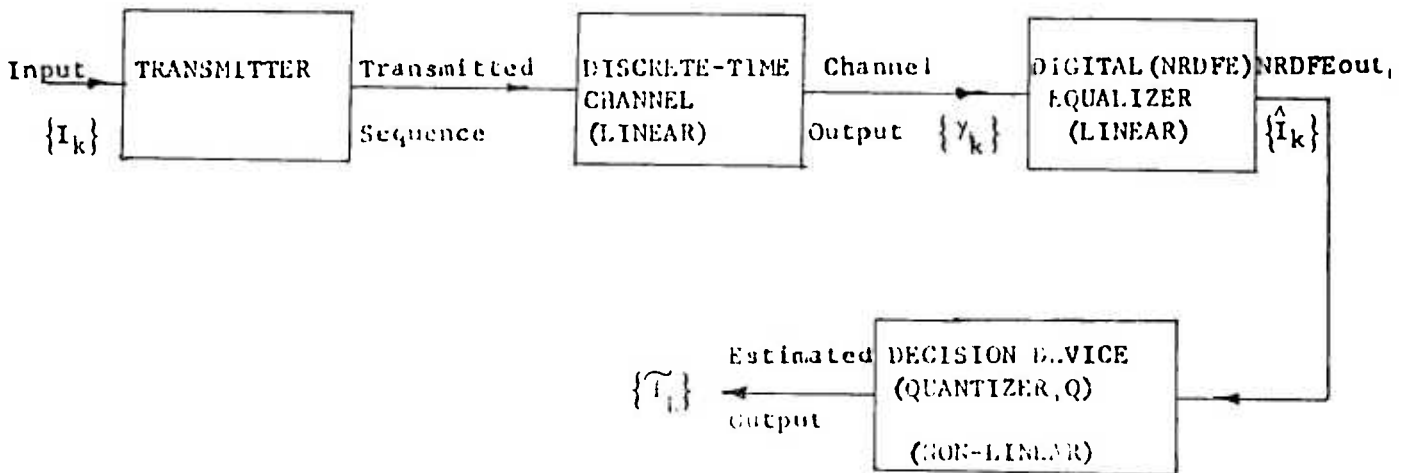 Input
{I_k}
TRANSMITTER
Transmitted
Sequence
DISCRETE-TIME
CHANNEL
(LINEAR)
Channel
Output
{y_k}
DIGITAL(NRDFE)
EQUALIZER
(LINEAR)
NRDFEout,
{Î_k}
Estimated
Output
DECISION
(QUANTIZER,Q)
(NON-LINEAR)